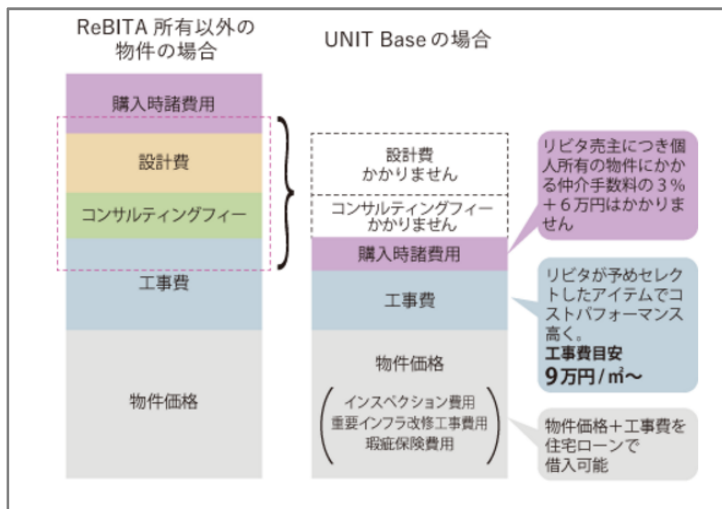 ReBITA 所有以外の
物件の場合
UNIT Baseの場合
購入時諸費用
設計費
コンサルティングフィー
工事費
物件価格
設計費
かかりません
コンサルティングフィー
かかりません
購入時諸費用
工事費
物件価格
インスペクション費用
重要インフラ改修工事費用
瑕疵保険費用
リビタ売主につき個
人所有の物件にかか
る仲介手数料の3%
+6万円はかかりま
せん
リビタが予めセレク
トしたアイテムでコ
ストパフォーマンス
高く。
工事費目安
9万円/㎡〜
物件価格+工事費を
住宅ローンで
借入可能